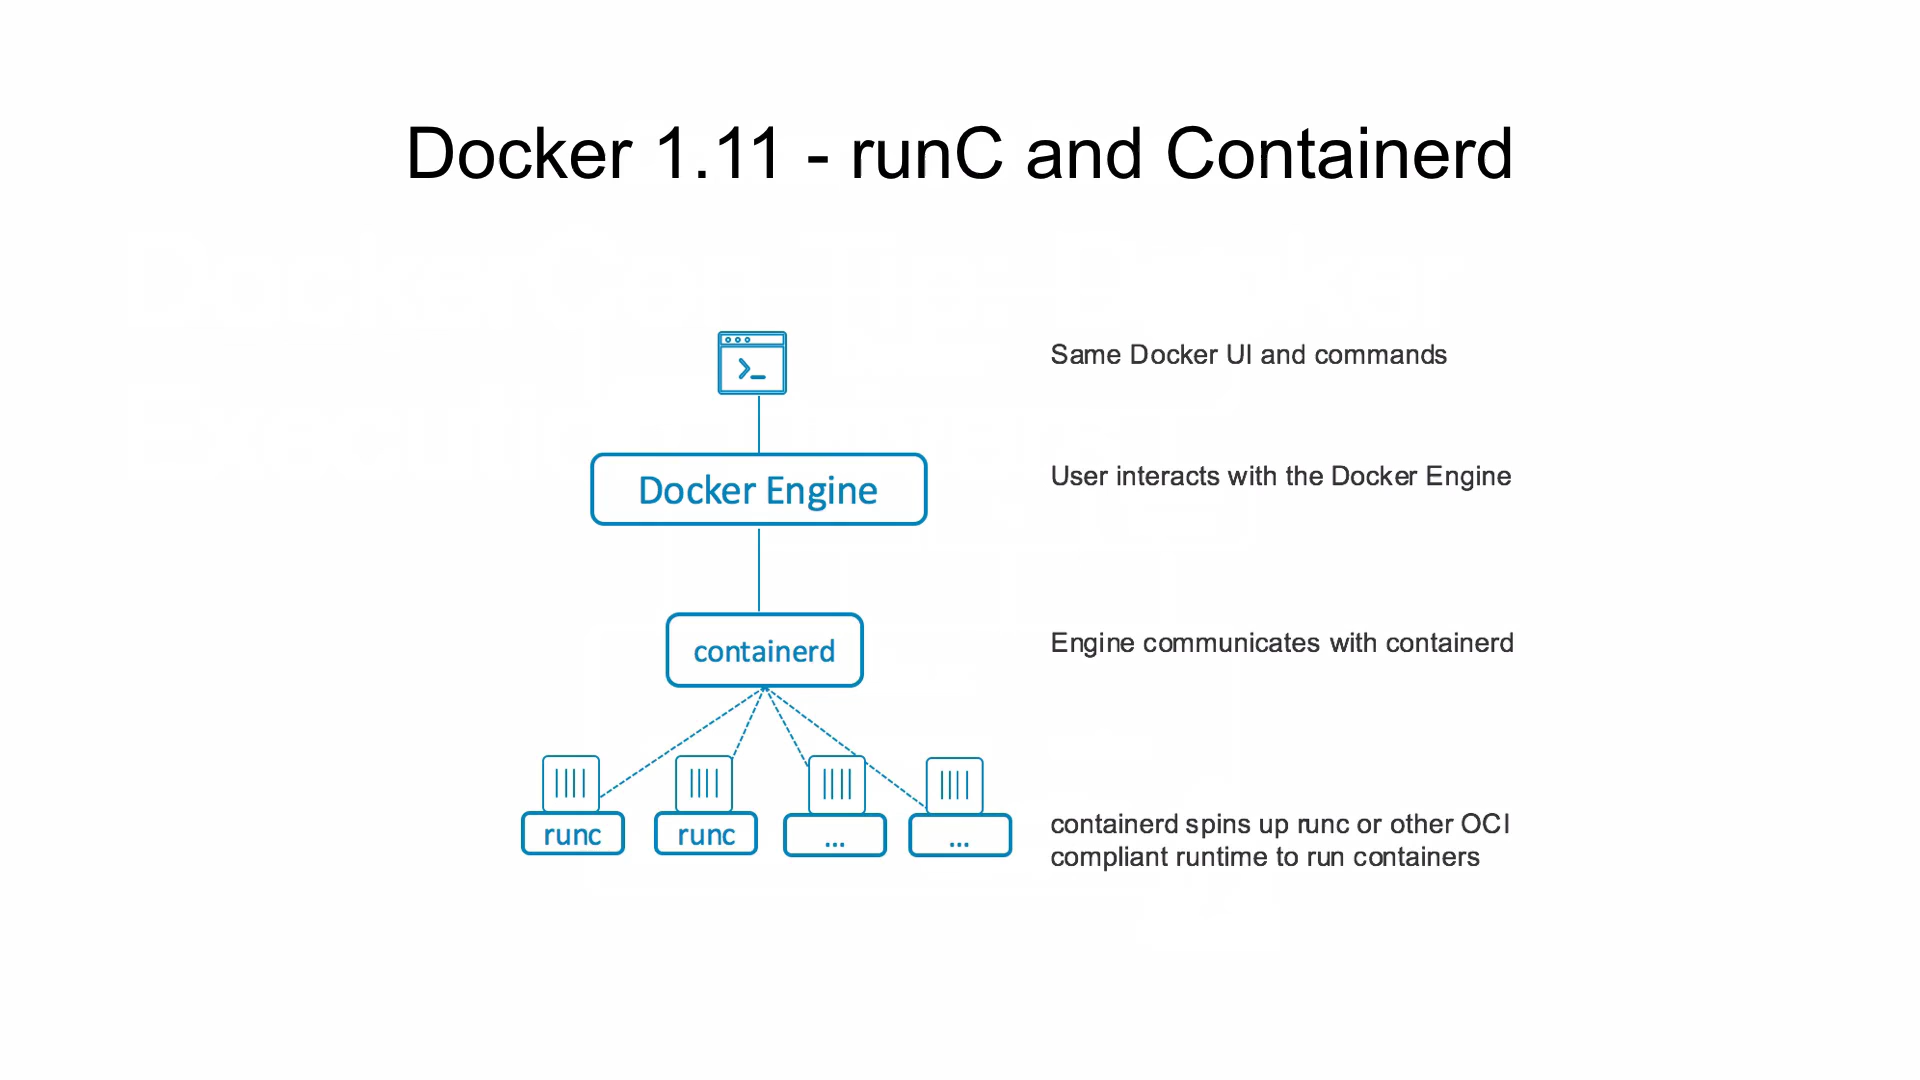 Docker 1.11 - runC and Containerd
>_
Same Docker UI and commands
Docker Engine
User interacts with the Docker Engine
containerd
Engine communicates with containerd
runc
runc
...
...
containerd spins up runc or other OCI
compliant runtime to run containers